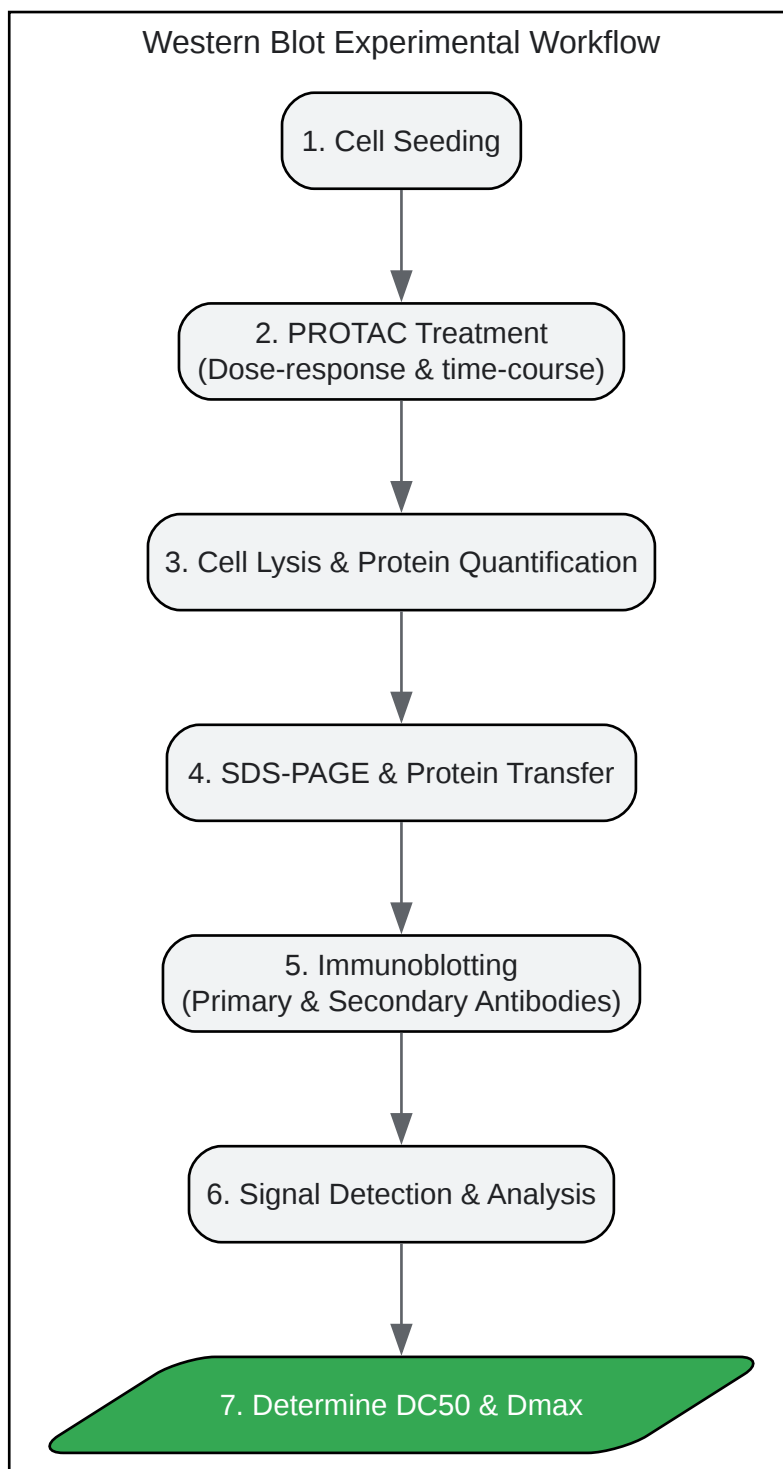 Western Blot Experimental Workflow
1. Cell Seeding
2. PROTAC Treatment
(Dose-response & time-course)
3. Cell Lysis & Protein Quantification
4. SDS-PAGE & Protein Transfer
5. Immunoblotting
(Primary & Secondary Antibodies)
6. Signal Detection & Analysis
7. Determine DC50 & Dmax